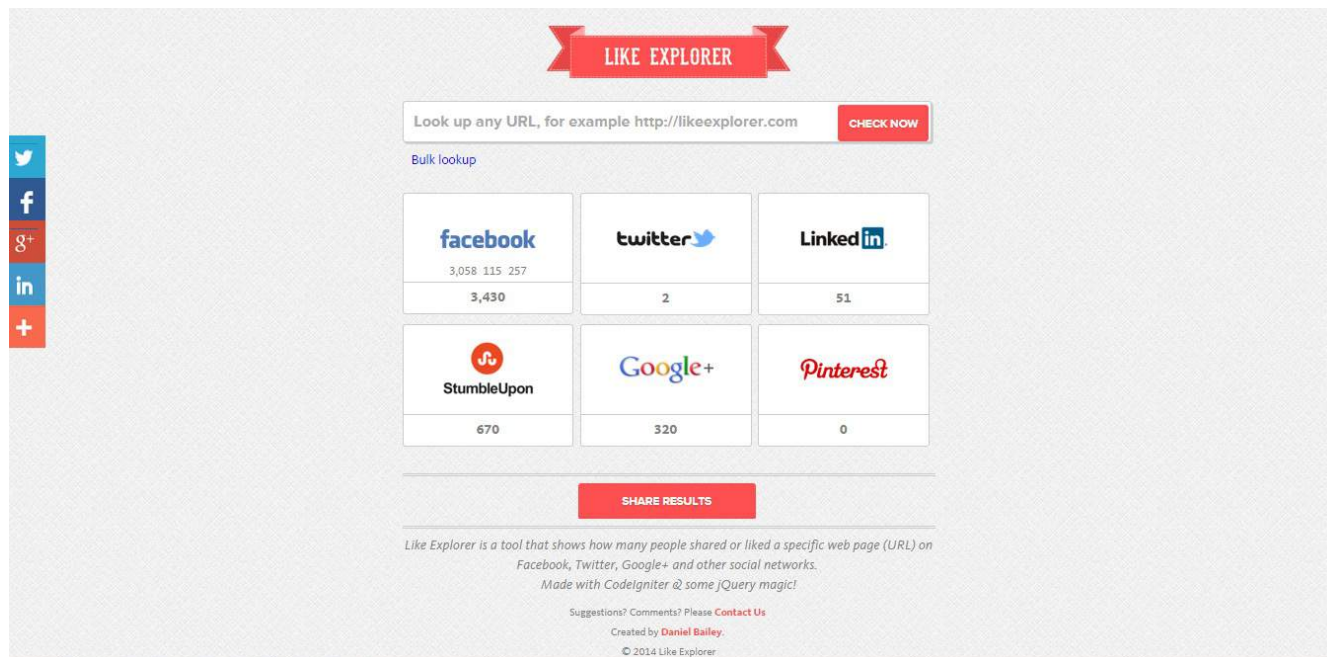 LIKE EXPLORER
Look up any URL, for example http://likeexplorer.com
CHECK NOW
Bulk lookup
f
g+
in
facebook
3,058 115 257
3,430
twitter
2
Linked in.
51
StumbleUpon
670
Google+
320
Pinterest
0
SHARE RESULTS
Like Explorer is a tool that shows how many people shared or liked a specific web page (URL) on
Facebook, Twitter, Google+ and other social networks.
Made with CodeIgniter & some jQuery magic!
Suggestions? Comments? Please Contact Us
Created by Daniel Bailey.
© 2014 Like Explorer